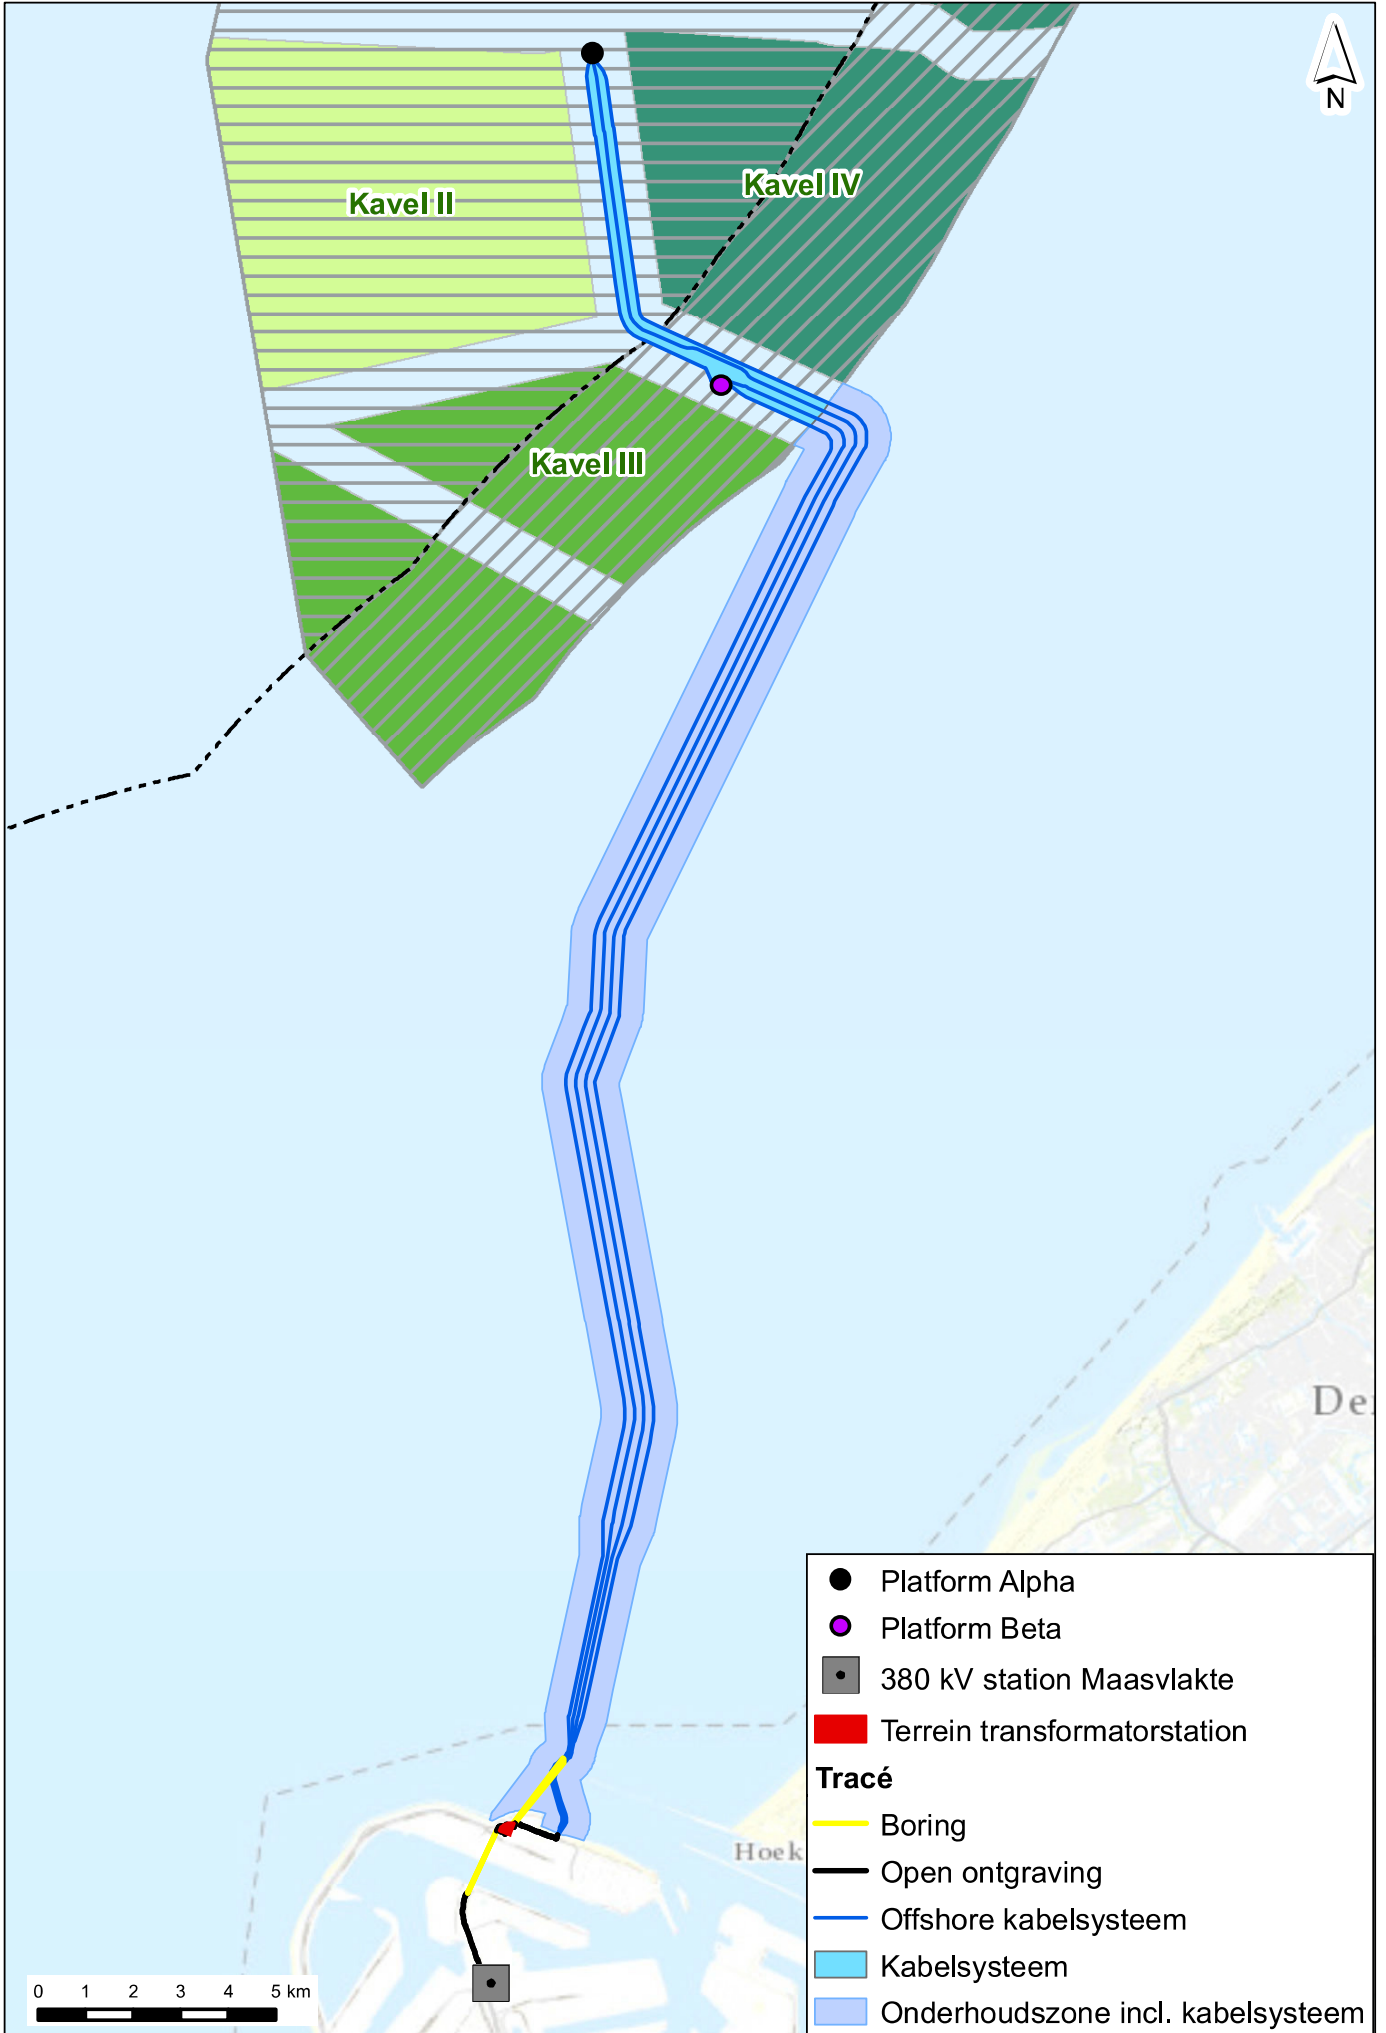 N
Kavel II
Kavel IV
Kavel III
De
Hoek
Platform Alpha
Platform Beta
380 kV station Maasvlakte
Terrein transformatorstation
Tracé
Boring
Open ontgraving
Offshore kabelsysteem
Kabelsysteem
Onderhoudszone incl. kabelsysteem
0 1 2 3 4 5 km